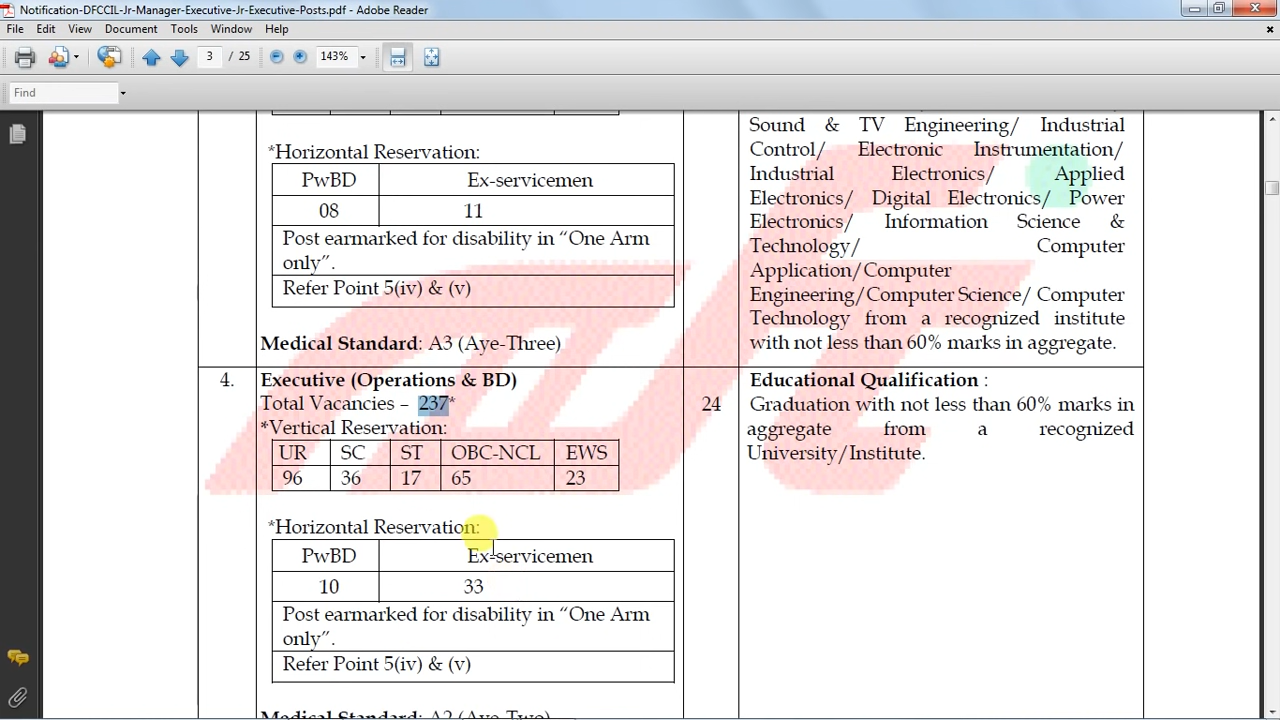 Notification-DFCCIL-Jr-Manager-Executive-Jr-Executive-Posts.pdf - Adobe Reader
File Edit View Document Tools Window Help
3 / 25 143%
Find
*Horizontal Reservation:
PwBD Ex-servicemen
08 11
Post earmarked for disability in “One Arm
only”.
Refer Point 5(iv) & (v)
Medical Standard: A3 (Aye-Three)
Sound & TV Engineering/ Industrial
Control/ Electronic Instrumentation/
Industrial Electronics/ Applied
Electronics/ Digital Electronics/ Power
Electronics/ Information Science &
Technology/ Computer
Application/Computer
Engineering/Computer Science/ Computer
Technology from a recognized institute
with not less than 60% marks in aggregate.
4.
Executive (Operations & BD)
Total Vacancies – 237*
*Vertical Reservation:
UR SC ST OBC-NCL EWS
96 36 17 65 23
*Horizontal Reservation:
PwBD Ex-servicemen
10 33
Post earmarked for disability in “One Arm
only”.
Refer Point 5(iv) & (v)
Medical Standard: A2 (Aye-Two)
24
Educational Qualification :
Graduation with not less than 60% marks in
aggregate from a recognized
University/Institute.